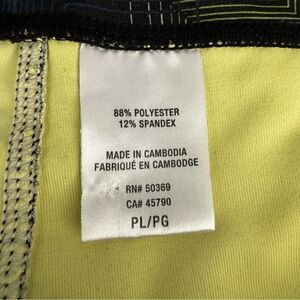 88% POLYESTER
12% SPANDEX
MADE IN CAMBODIA
FABRIQUÉ EN CAMBODGE
RN# 50369
CA# 45790
PL/PG